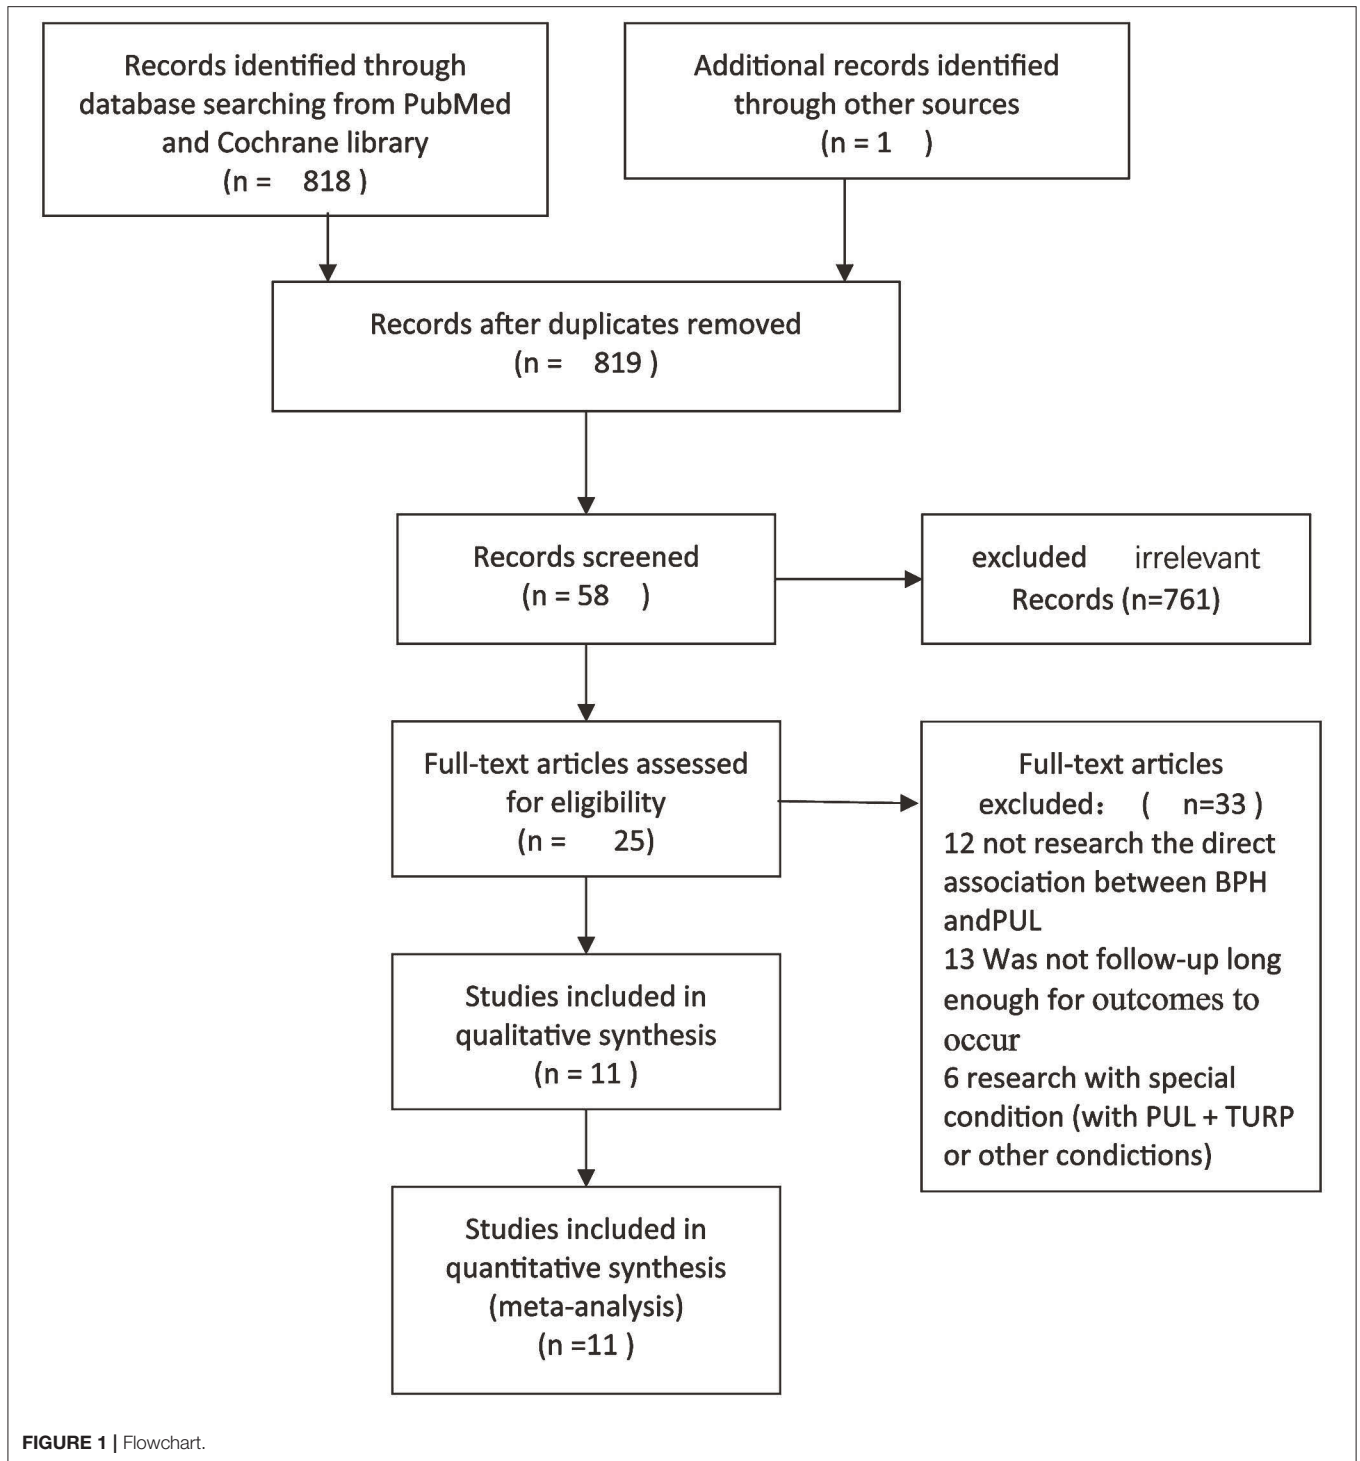 Records identified through
database searching from PubMed
and Cochrane library
(n = 818 )
Additional records identified
through other sources
(n = 1 )
Records after duplicates removed
(n = 819 )
Records screened
(n = 58 )
excluded irrelevant
Records (n=761)
Full-text articles assessed
for eligibility
(n = 25)
Full-text articles
excluded: ( n=33 )
12 not research the direct
association between BPH
andPUL
13 Was not follow-up long
enough for outcomes to
occur
6 research with special
condition (with PUL + TURP
or other condictions)
Studies included in
qualitative synthesis
(n = 11 )
Studies included in
quantitative synthesis
(meta-analysis)
(n =11 )
FIGURE 1 | Flowchart.